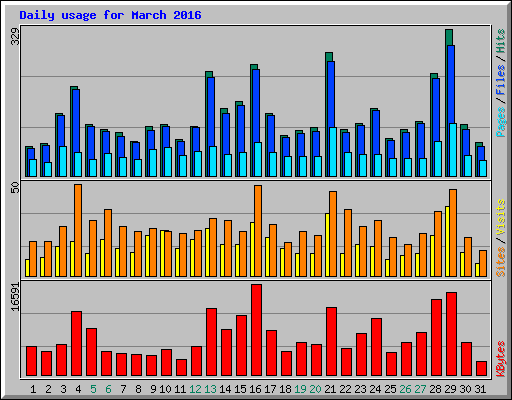 Daily usage for March 2016
329
Pages / Files / Hits
50
Sites / Visits
16591
KBytes
1 2 3 4 5 6 7 8 9 10 11 12 13 14 15 16 17 18 19 20 21 22 23 24 25 26 27 28 29 30 31